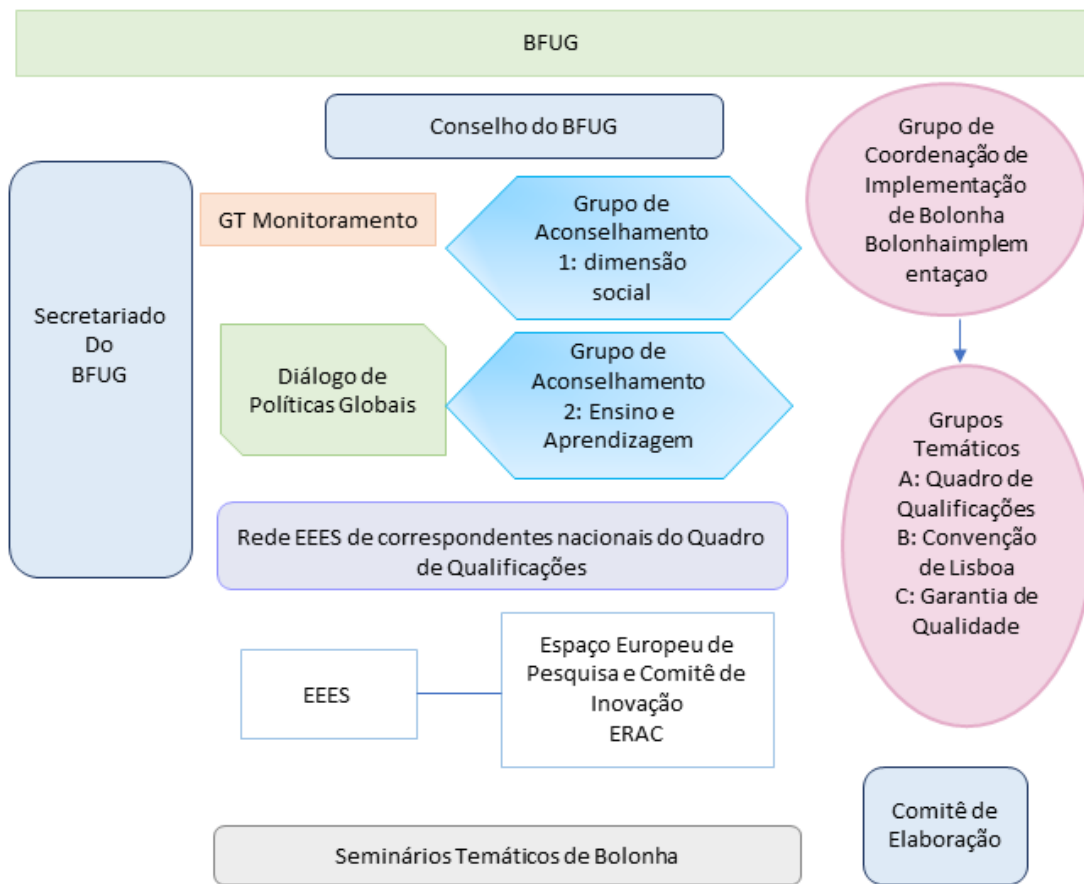 BFUG
Conselho do BFUG
Grupo de
Coordenação de
Implementação
de Bolonha
Bolonhaimplem
entaçao
Secretariado
Do
BFUG
GT Monitoramento
Grupo de
Aconselhamento
1: dimensão
social
Diálogo de
Políticas Globais
Grupo de
Aconselhamento
2: Ensino e
Aprendizagem
Grupos
Temáticos
A: Quadro de
Qualificações
B: Convenção
de Lisboa
C: Garantia de
Qualidade
Rede EEES de correspondentes nacionais do Quadro
de Qualificações
EEES
Espaço Europeu de
Pesquisa e Comitê de
Inovação
ERAC
Comitê de
Elaboração
Seminários Temáticos de Bolonha